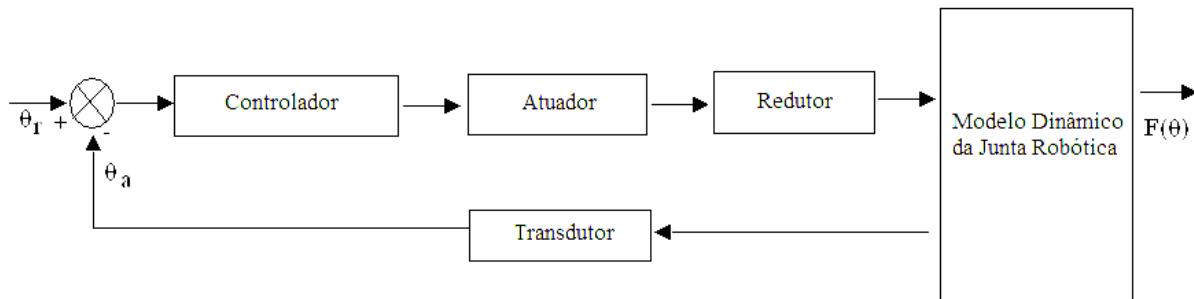 Controlador
Atuador
Redutor
Modelo Dinâmico
da Junta Robótica
θr +
-
F(θ)
θa
Transdutor